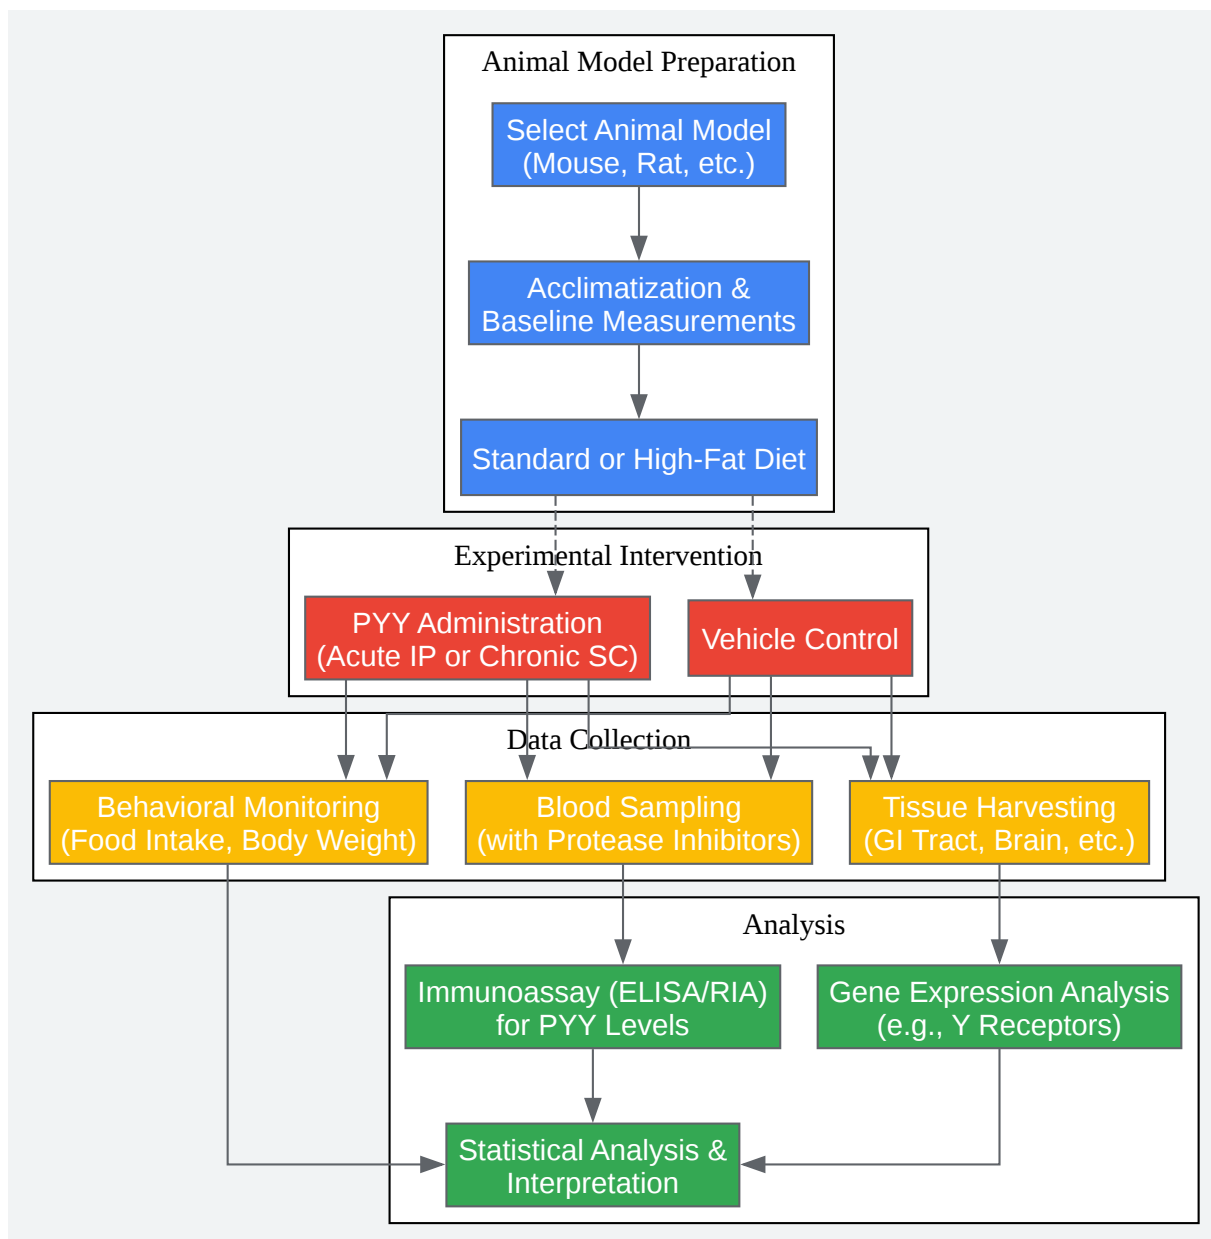 Animal Model Preparation
Select Animal Model
(Mouse, Rat, etc.)
Acclimatization &
Baseline Measurements
Standard or High-Fat Diet
Experimental Intervention
PYY Administration
(Acute IP or Chronic SC)
Vehicle Control
Data Collection
Behavioral Monitoring
(Food Intake, Body Weight)
Blood Sampling
(with Protease Inhibitors)
Tissue Harvesting
(GI Tract, Brain, etc.)
Analysis
Immunoassay (ELISA/RIA)
for PYY Levels
Gene Expression Analysis
(e.g., Y Receptors)
Statistical Analysis &
Interpretation